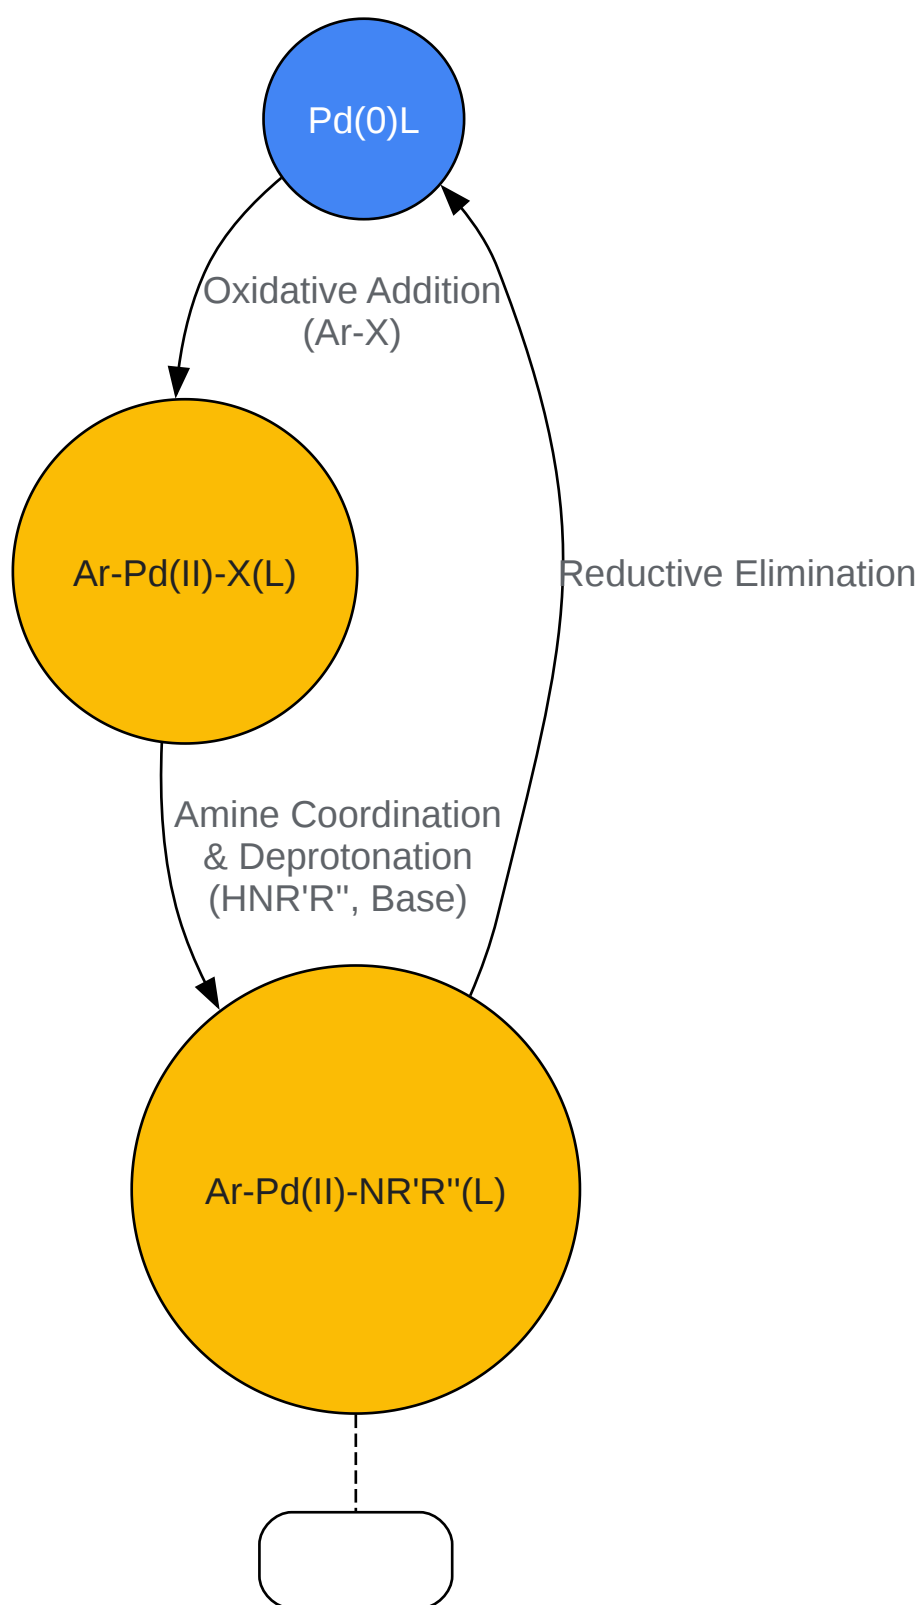 Pd(0)L
Oxidative Addition
(Ar-X)
Ar-Pd(II)-X(L)
Reductive Elimination
Amine Coordination
& Deprotonation
(HNR'R'', Base)
Ar-Pd(II)-NR'R''(L)